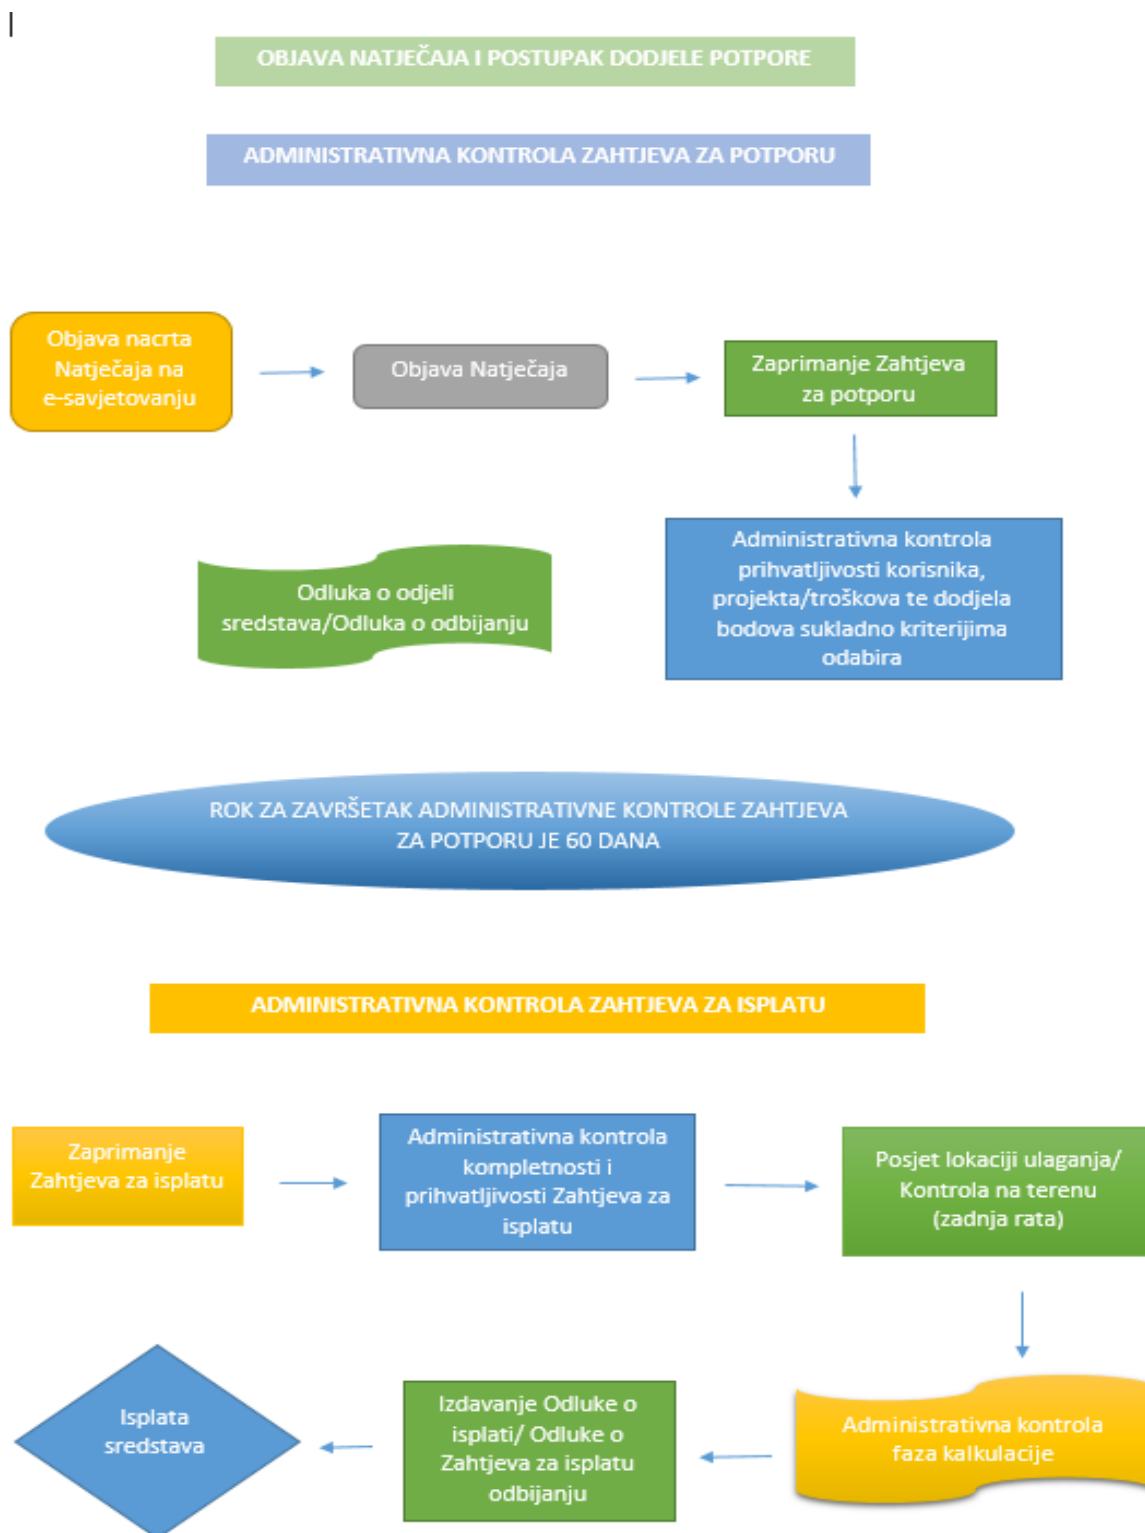 OBJAVA NATJEČAJA I POSTUPAK DODJELE POTPORE
ADMINISTRATIVNA KONTROLA ZAHTJEVA ZA POTPORU
Objava nacrta
Natječaja na
e-savjetovanju
Objava Natječaja
Zaprimanje Zahtjeva
za potporu
Administrativna kontrola
prihvatljivosti korisnika,
projekta/troškova te dodjela
bodova sukladno kriterijima
odabira
Odluka o odjeli
sredstava/Odluka o odbijanju
ROK ZA ZAVRŠETAK ADMINISTRATIVNE KONTROLE ZAHTJEVA
ZA POTPORU JE 60 DANA
ADMINISTRATIVNA KONTROLA ZAHTJEVA ZA ISPLATU
Zaprimanje
Zahtjeva za isplatu
Administrativna kontrola
kompletnosti i
prihvatljivosti Zahtjeva za
isplatu
Posjet lokaciji ulaganja/
Kontrola na terenu
(zadnja rata)
Administrativna kontrola
faza kalkulacije
Izdavanje Odluke o
isplati/ Odluke o
Zahtjeva za isplatu
odbijanju
Isplata
sredstava